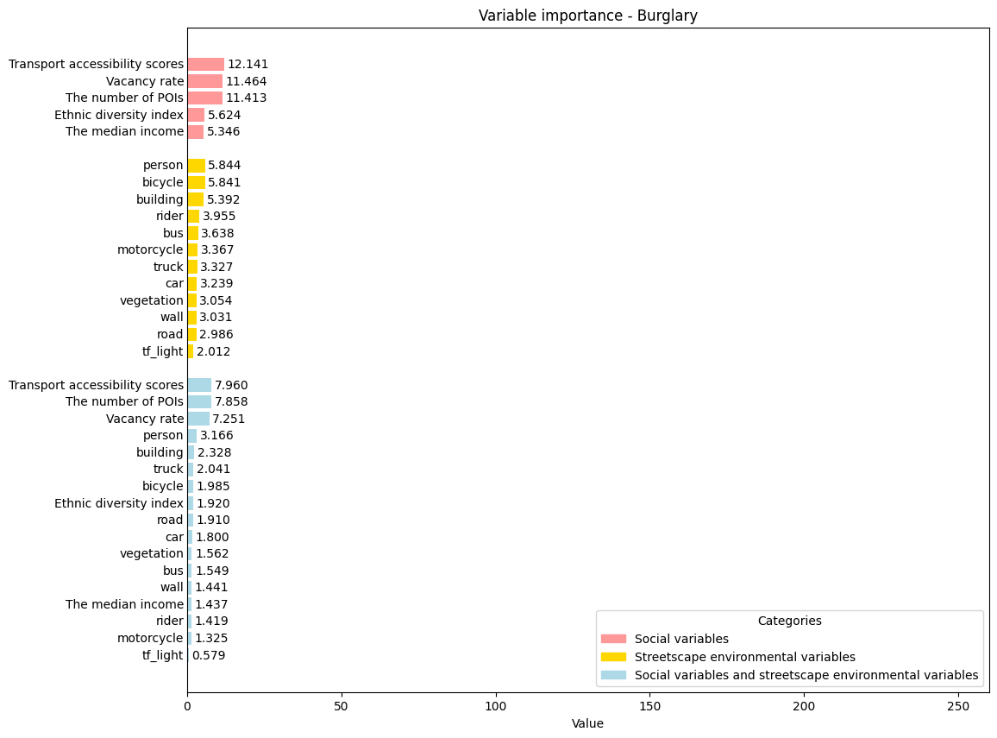 Variable importance - Burglary
Transport accessibility scores 12.141
Vacancy rate 11.464
The number of POIs 11.413
Ethnic diversity index 5.624
The median income 5.346
person 5.844
bicycle 5.841
building 5.392
rider 3.955
bus 3.638
motorcycle 3.367
truck 3.327
car 3.239
vegetation 3.054
wall 3.031
road 2.986
tf_light 2.012
Transport accessibility scores 7.960
The number of POIs 7.858
Vacancy rate 7.251
person 3.166
building 2.328
truck 2.041
bicycle 1.985
Ethnic diversity index 1.920
road 1.910
car 1.800
vegetation 1.562
bus 1.549
wall 1.441
The median income 1.437
rider 1.419
motorcycle 1.325
tf_light 0.579
Categories
Social variables
Streetscape environmental variables
Social variables and streetscape environmental variables
0 50 100 150 200 250
Value